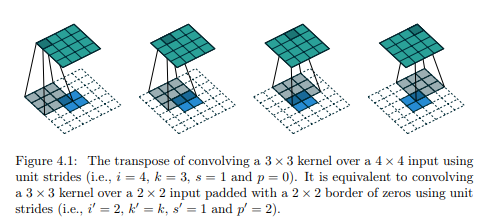 Figure 4.1: The transpose of convolving a 3 × 3 kernel over a 4 × 4 input using
unit strides (i.e., i = 4, k = 3, s = 1 and p = 0). It is equivalent to convolving
a 3 × 3 kernel over a 2 × 2 input padded with a 2 × 2 border of zeros using unit
strides (i.e., i′ = 2, k′ = k, s′ = 1 and p′ = 2).